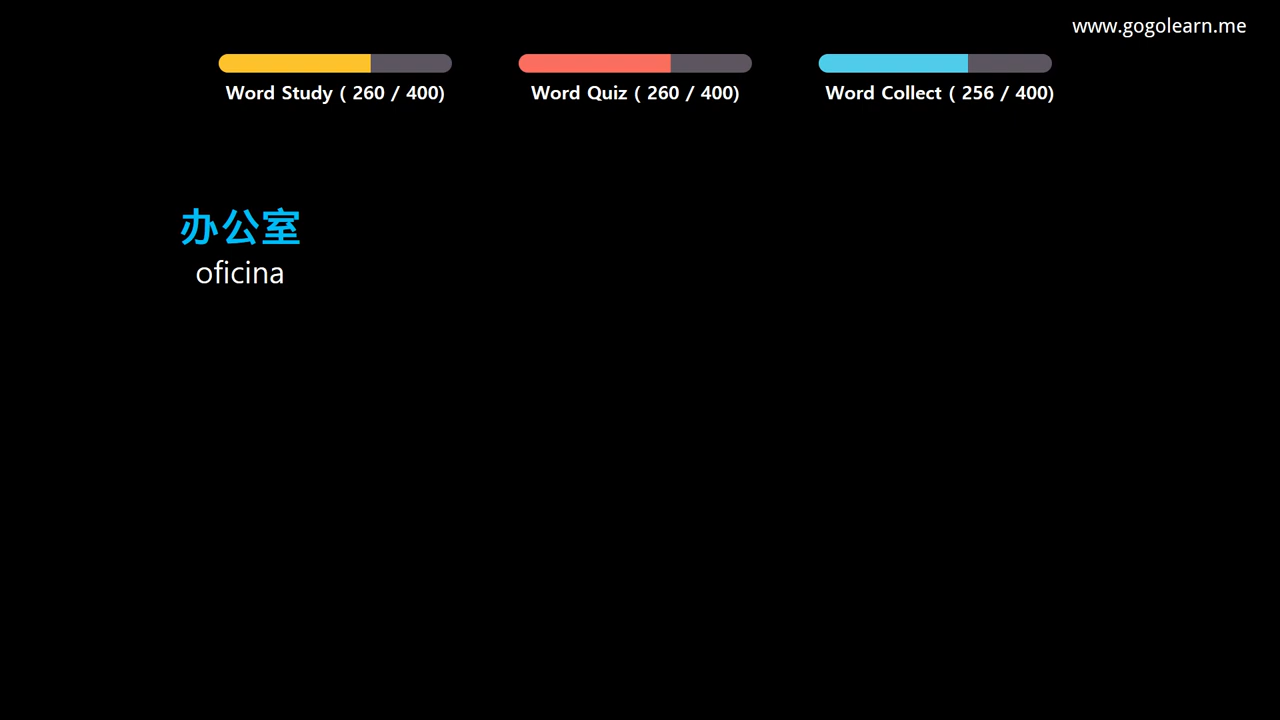 www.gogolearn.me
Word Study ( 260 / 400)
Word Quiz ( 260 / 400)
Word Collect ( 256 / 400)
办公室
oficina